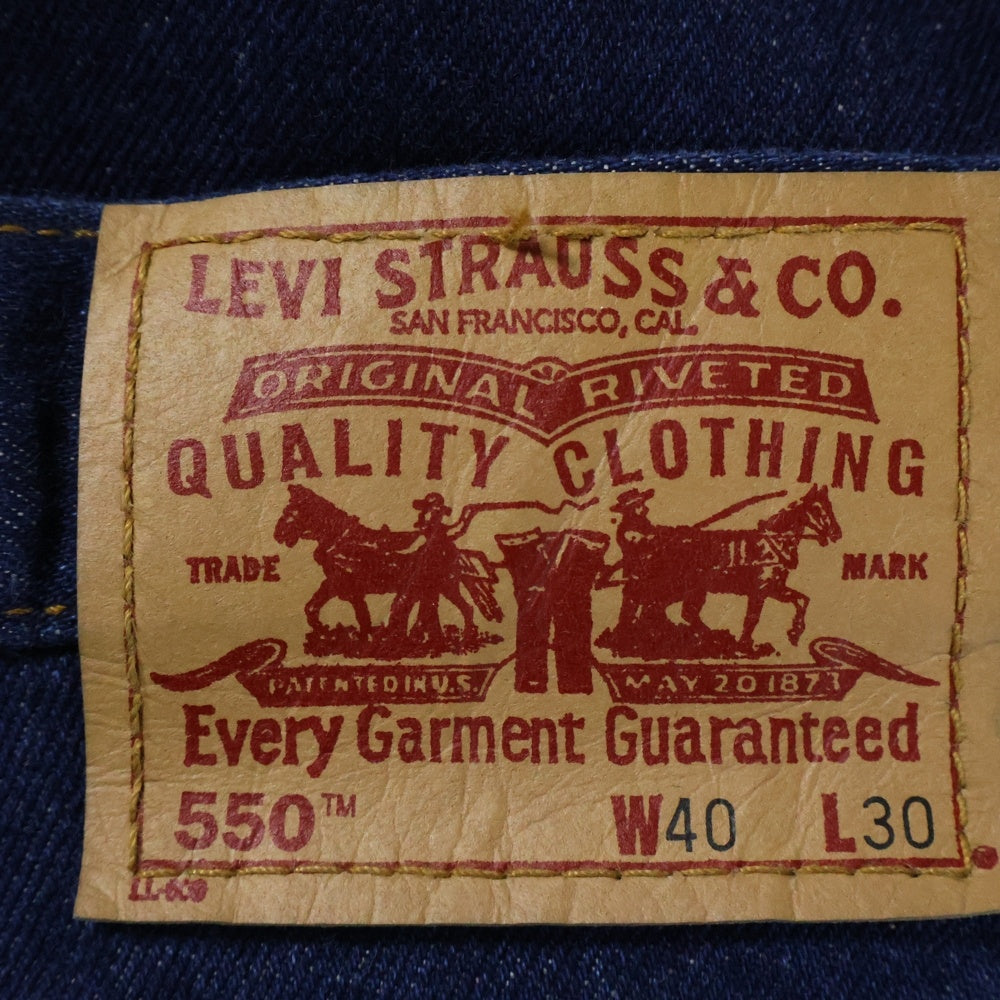 LEVI STRAUSS & CO.
SAN FRANCISCO, CAL.
ORIGINAL RIVETED
QUALITY CLOTHING
TRADE MARK
PATENTED IN U.S. MAY 20 1873
Every Garment Guaranteed
550™ W40 L30